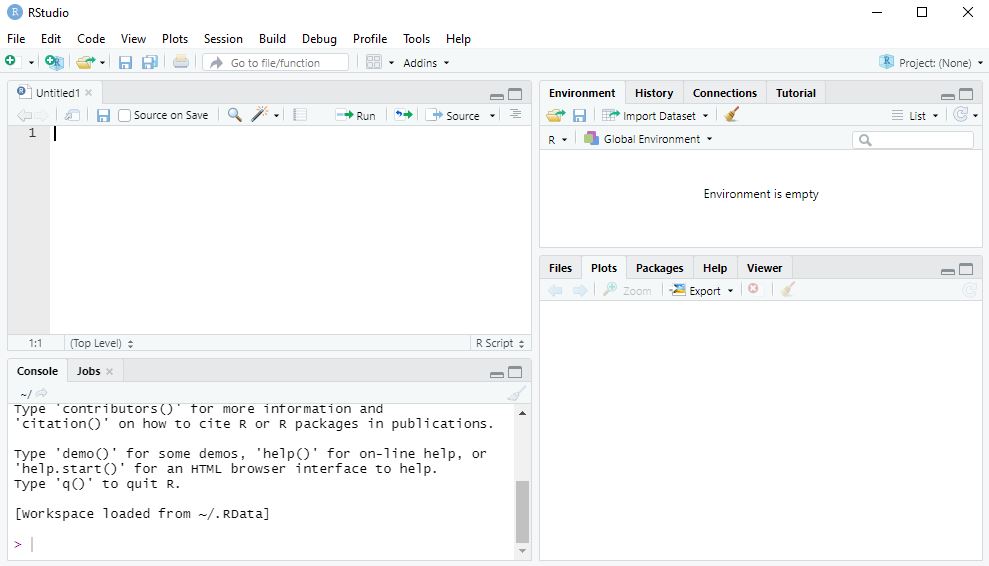 RStudio
File Edit Code View Plots Session Build Debug Profile Tools Help
Go to file/function Addins Project: (None)
Untitled1
Source on Save Run Source
1
1:1 (Top Level) R Script
Console Jobs
~/
Type 'contributors()' for more information and
'citation()' on how to cite R or R packages in publications.
Type 'demo()' for some demos, 'help()' for on-line help, or
'help.start()' for an HTML browser interface to help.
Type 'q()' to quit R.
[Workspace loaded from ~/.RData]
>
Environment History Connections Tutorial
Import Dataset List
R Global Environment
Environment is empty
Files Plots Packages Help Viewer
Zoom Export